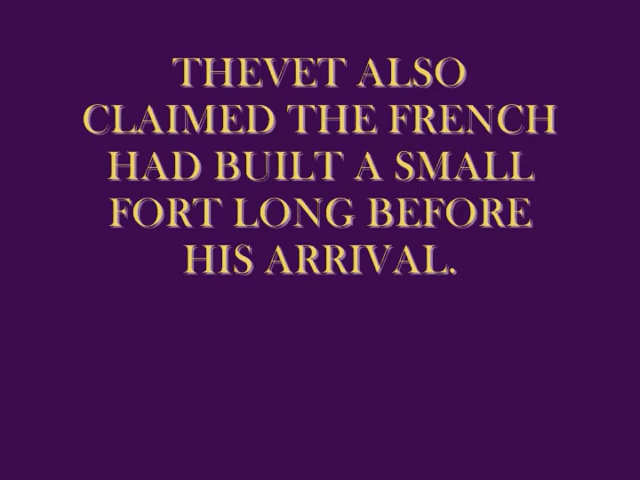 THEVET ALSO
CLAIMED THE FRENCH
HAD BUILT A SMALL
FORT LONG BEFORE
HIS ARRIVAL.